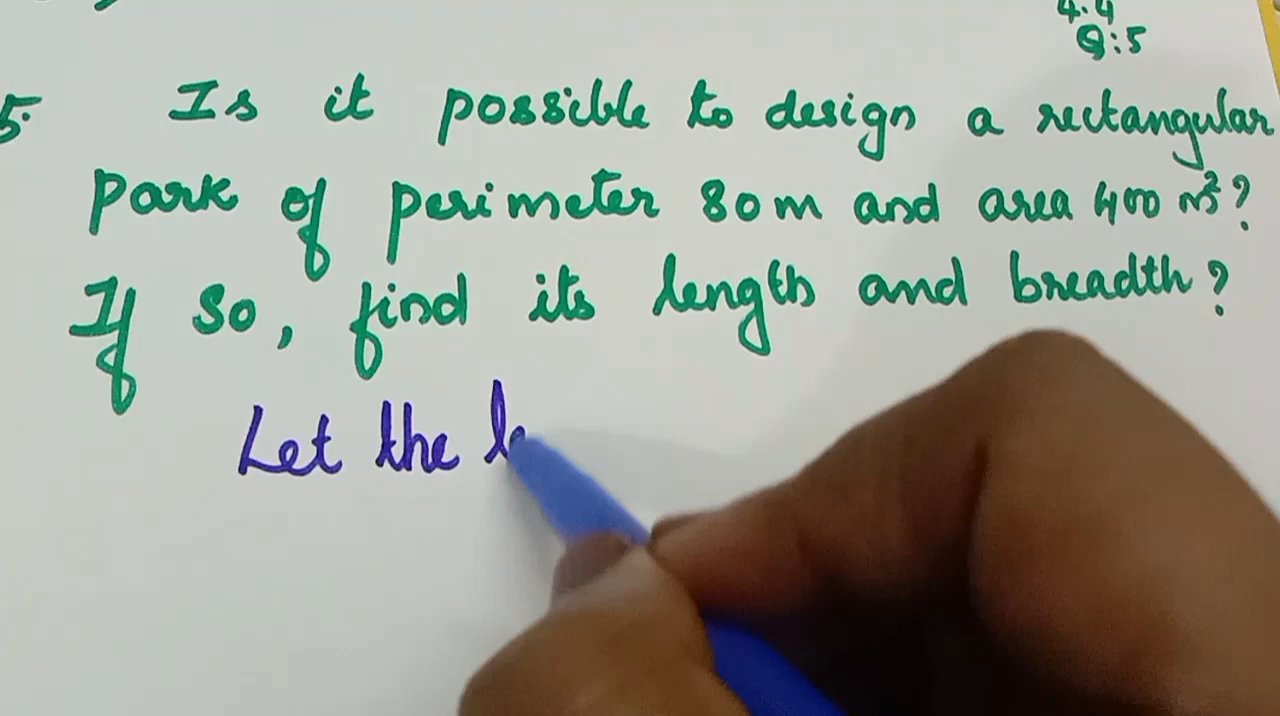 4.4
Q:5
5. Is it possible to design a rectangular
park of perimeter 80m and area 400 m²?
If so, find its length and breadth?
Let the le